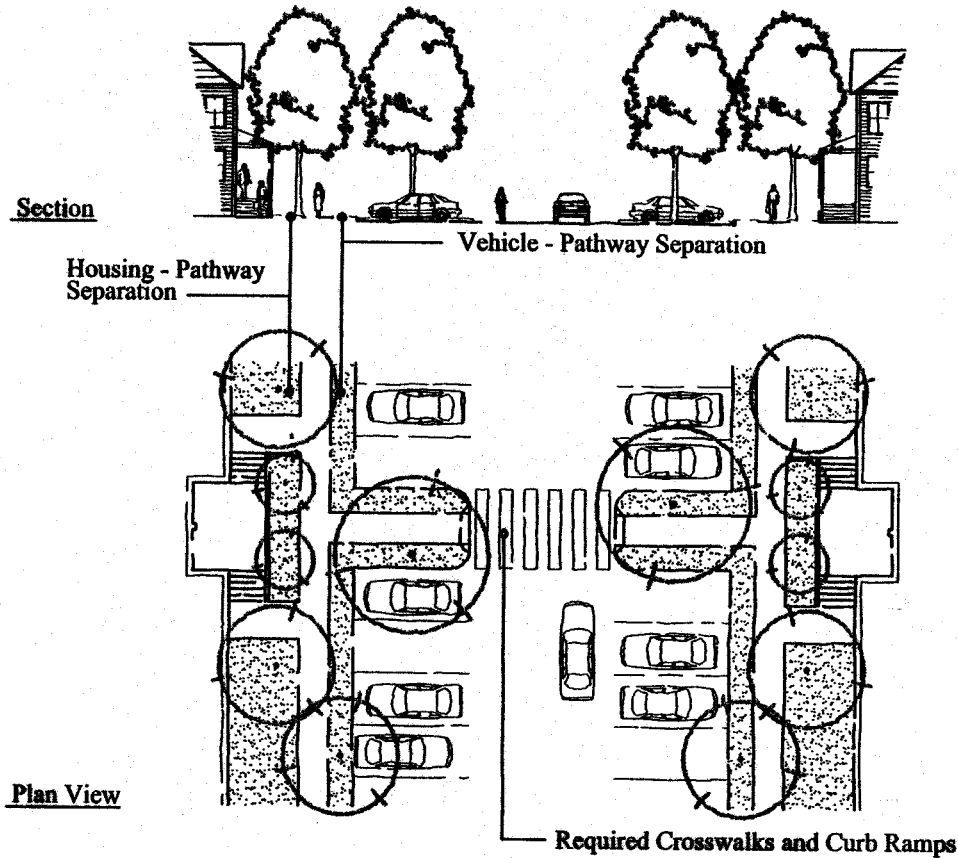 Section
Vehicle - Pathway Separation
Housing - Pathway
Separation
Plan View
Required Crosswalks and Curb Ramps